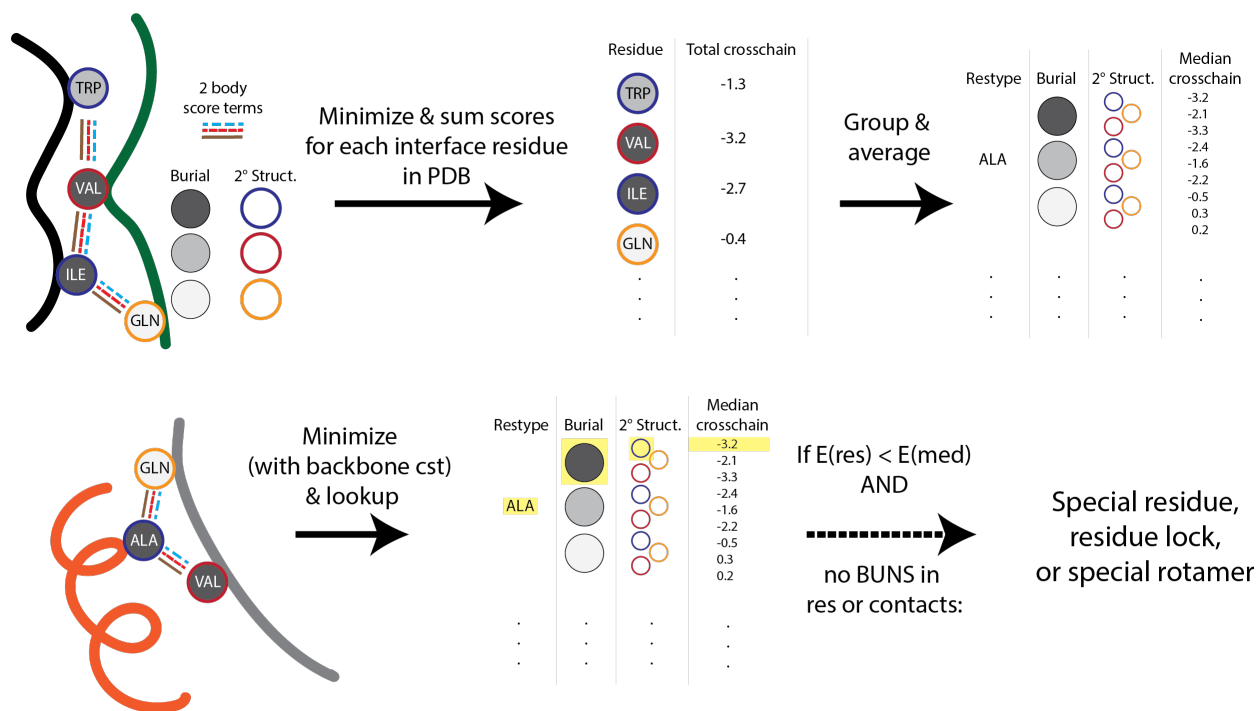 TRP
VAL
ILE
GLN
2 body
score terms
Burial 2° Struct.
Minimize & sum scores
for each interface residue
in PDB
Residue Total crosschain
TRP -1.3
VAL -3.2
ILE -2.7
GLN -0.4
. .
. .
. .
Group &
average
Restype Burial 2° Struct. Median
crosschain
-3.2
-2.1
-3.3
-2.4
ALA -1.6
-2.2
-0.5
0.3
0.2
. . . .
. . . .
. . . .
GLN
ALA
VAL
Minimize
(with backbone cst)
& lookup
Restype Burial 2° Struct. Median
crosschain
-3.2
-2.1
-3.3
-2.4
ALA -1.6
-2.2
-0.5
0.3
0.2
. . . .
. . . .
. . . .
If E(res) < E(med)
AND
no BUNS in
res or contacts:
Special residue,
residue lock,
or special rotamer